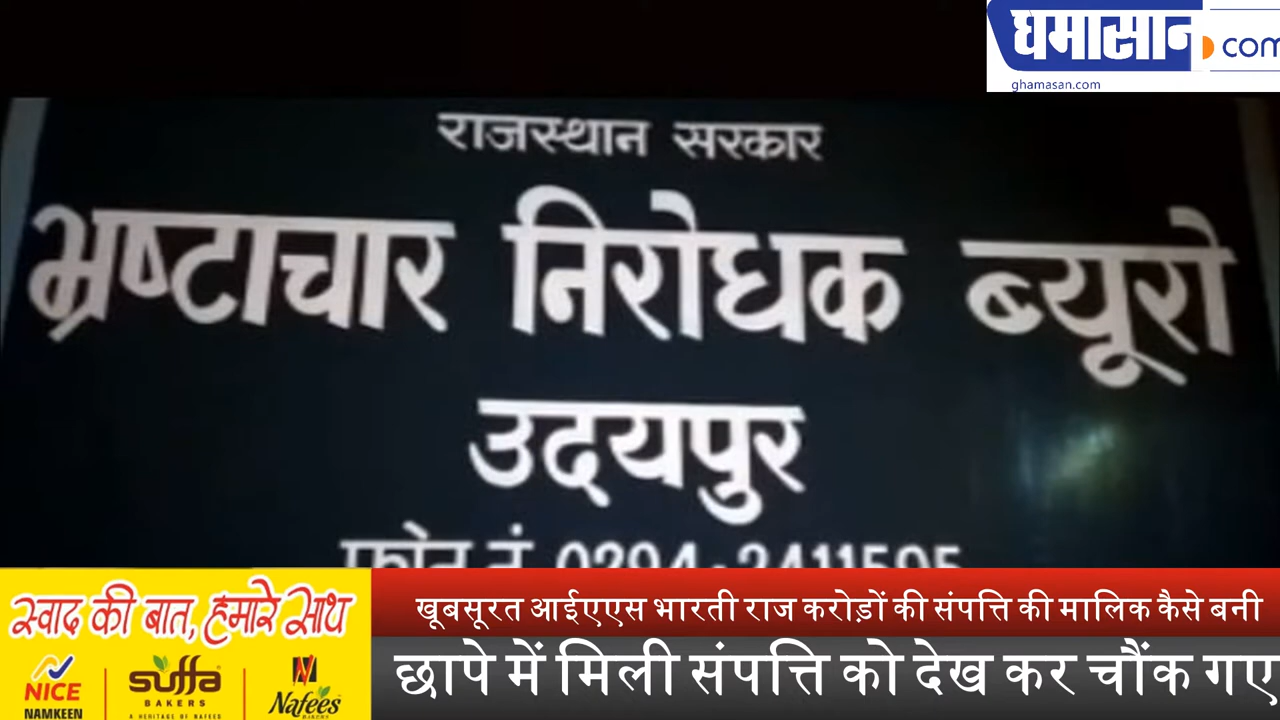 घमासान com
ghamasan.com
राजस्थान सरकार
भ्रष्टाचार निरोधक ब्यूरो
उदयपुर
फोन नं. 0294-2411595
स्वाद की बात, हमारे साथ
NICE
NAMKEEN
suffa
BAKERS
A HERITAGE OF NAFEES
Nafees
BAKERY
खूबसूरत आईएएस भारती राज करोड़ों की संपत्ति की मालिक कैसे बनी
छापे में मिली संपत्ति को देख कर चौंक गए